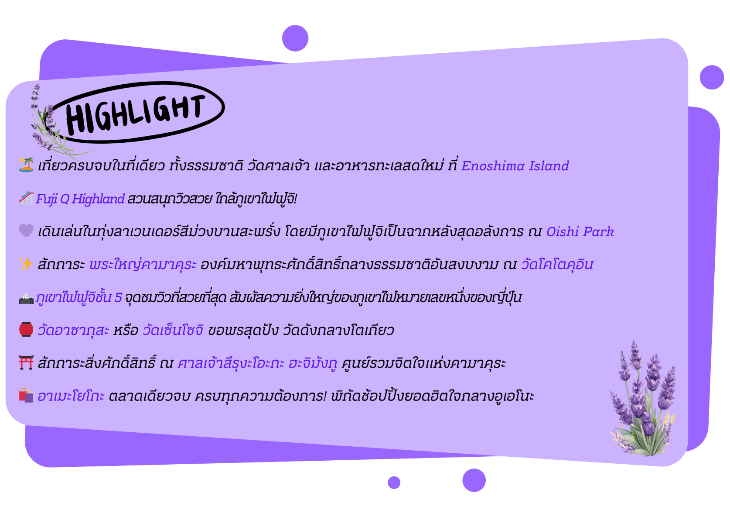 HIGHLIGHT
🏝️ เที่ยวครบจบในที่เดียว ทั้งธรรมชาติ วัดศาลเจ้า และอาหารทะเลสดใหม่ ที่ Enoshima Island
🎢 Fuji Q Highland สวนสนุกวิวสวย ใกล้ภูเขาไฟฟูจิ!
💜 เดินเล่นในทุ่งลาเวนเดอร์สีม่วงบานสะพรั่ง โดยมีภูเขาไฟฟูจิเป็นฉากหลังสุดอลังการ ณ Oishi Park
✨ สักการะ พระใหญ่คามาคุระ องค์มหาพุทธะศักดิ์สิทธิ์กลางธรรมชาติอันสงบงาม ณ วัดโคโตคุอิน
🏔️ ภูเขาไฟฟูจิชั้น 5 จุดชมวิวที่สวยที่สุด สัมผัสความยิ่งใหญ่ของภูเขาไฟหมายเลขหนึ่งของญี่ปุ่น
🏮 วัดอาซากุสะ หรือ วัดเซ็นโซจิ ขอพรสุดปัง วัดดังกลางโตเกียว
⛩️ สักการะสิ่งศักดิ์สิทธิ์ ณ ศาลเจ้าสึรุงะโอะกะ ฮะจิมังกู ศูนย์รวมจิตใจแห่งคามาคุระ
🛍️ อาเมะโยโกะ ตลาดเดียวจบ ครบทุกความต้องการ! พิกัดช้อปปิ้งยอดฮิตใจกลางอูเอโนะ